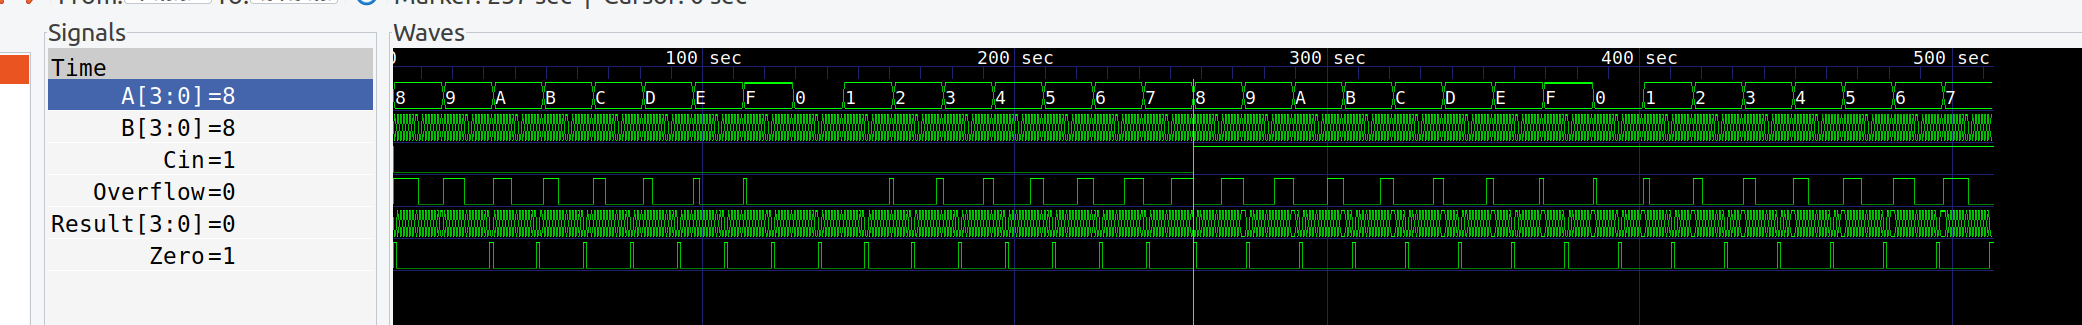 From: To: Marker: 257 sec | Cursor: 0 sec
Signals Waves
Time 0 100 sec 200 sec 300 sec 400 sec 500 sec
A[3:0]=8 8 9 A B C D E F 0 1 2 3 4 5 6 7 8 9 A B C D E F 0 1 2 3 4 5 6 7
B[3:0]=8
Cin=1
Overflow=0
Result[3:0]=0
Zero=1